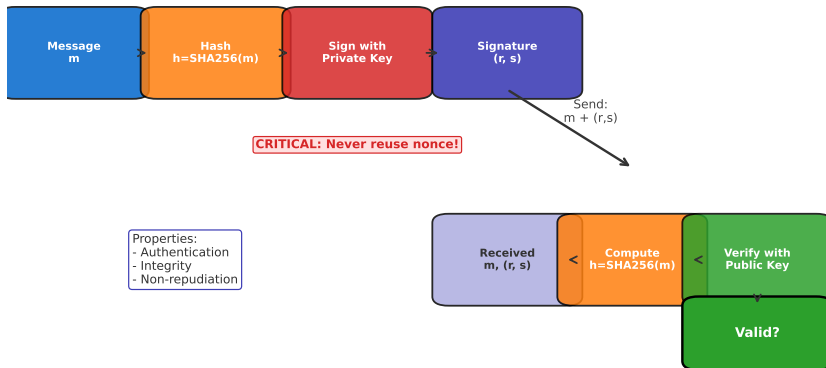 Message
m
Hash
h=SHA256(m)
Sign with
Private Key
Signature
(r, s)
Send:
m + (r,s)
CRITICAL: Never reuse nonce!
Properties:
- Authentication
- Integrity
- Non-repudiation
Received
m, (r, s)
Compute
h=SHA256(m)
Verify with
Public Key
Valid?